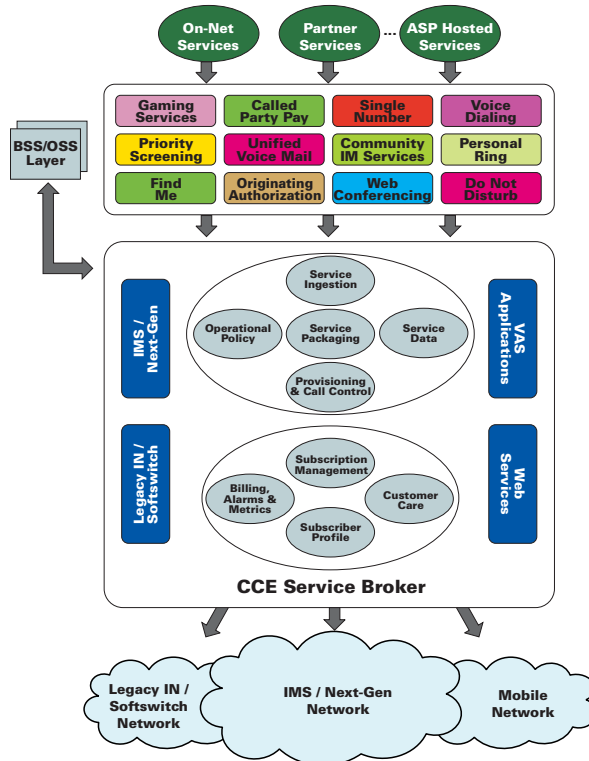 On-Net
Services
Partner
Services
...
ASP Hosted
Services
Gaming
Services
Called
Party Pay
Single
Number
Voice
Dialing
BSS/OSS
Layer
Priority
Screening
Unified
Voice Mail
Community
IM Services
Personal
Ring
Find
Me
Originating
Authorization
Web
Conferencing
Do Not
Disturb
IMS /
Next-Gen
Service
Ingestion
Operational
Policy
Service
Packaging
Service
Data
Provisioning
& Call Control
VAS
Applications
Legacy IN /
Softswitch
Subscription
Management
Billing,
Alarms &
Metrics
Customer
Care
Subscriber
Profile
Web
Services
CCE Service Broker
Legacy IN /
Softswitch
Network
IMS / Next-Gen
Network
Mobile
Network